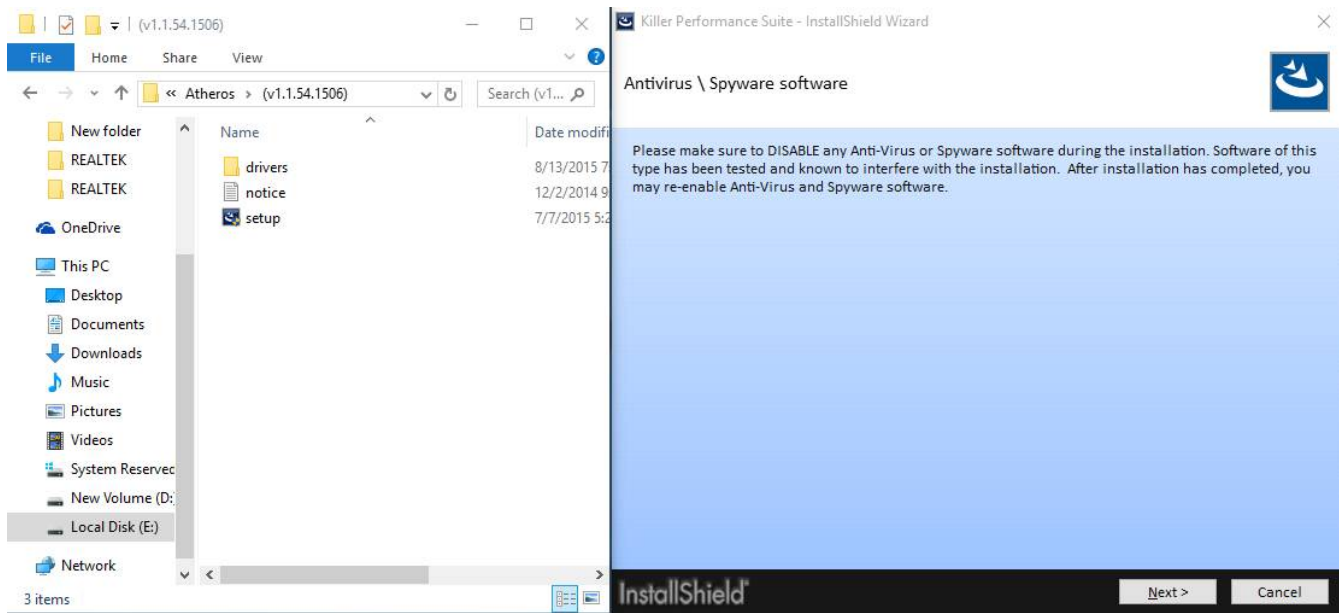 (v1.1.54.1506)
File Home Share View
« Atheros > (v1.1.54.1506)
Search (v1...
New folder
REALTEK
REALTEK
OneDrive
This PC
Desktop
Documents
Downloads
Music
Pictures
Videos
System Reserved
New Volume (D:)
Local Disk (E:)
Network
Name Date modifi
drivers 8/13/2015 7
notice 12/2/2014 9
setup 7/7/2015 5:2
3 items
Killer Performance Suite - InstallShield Wizard
Antivirus \ Spyware software
Please make sure to DISABLE any Anti-Virus or Spyware software during the installation. Software of this
type has been tested and known to interfere with the installation. After installation has completed, you
may re-enable Anti-Virus and Spyware software.
InstallShield
Next > Cancel